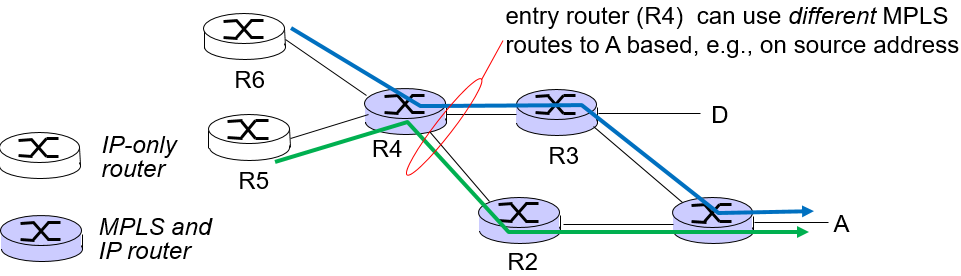 entry router (R4) can use different MPLS
routes to A based, e.g., on source address
R6
D
R4
R3
IP-only
router
R5
A
MPLS and
IP router
R2